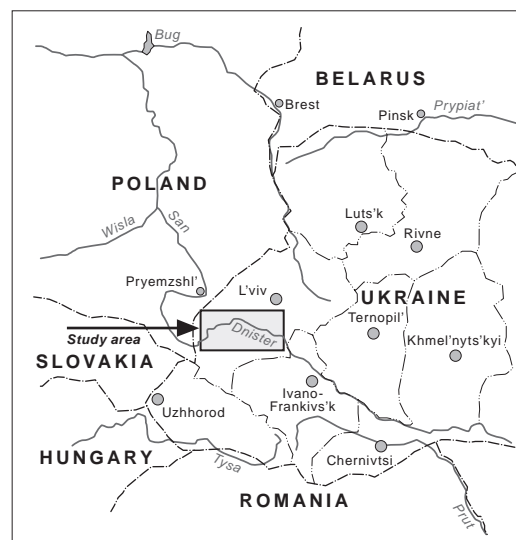 Bug
BELARUS
Brest
Prypiat'
Pinsk
POLAND
Wisla
San
Luts'k
Rivne
Pryemzshl'
L'viv
UKRAINE
Study area
Dnister
Ternopil'
SLOVAKIA
Khmel'nyts'kyi
Ivano-
Frankivs'k
Uzhhorod
HUNGARY
Tysa
Chernivtsi
ROMANIA
Prut